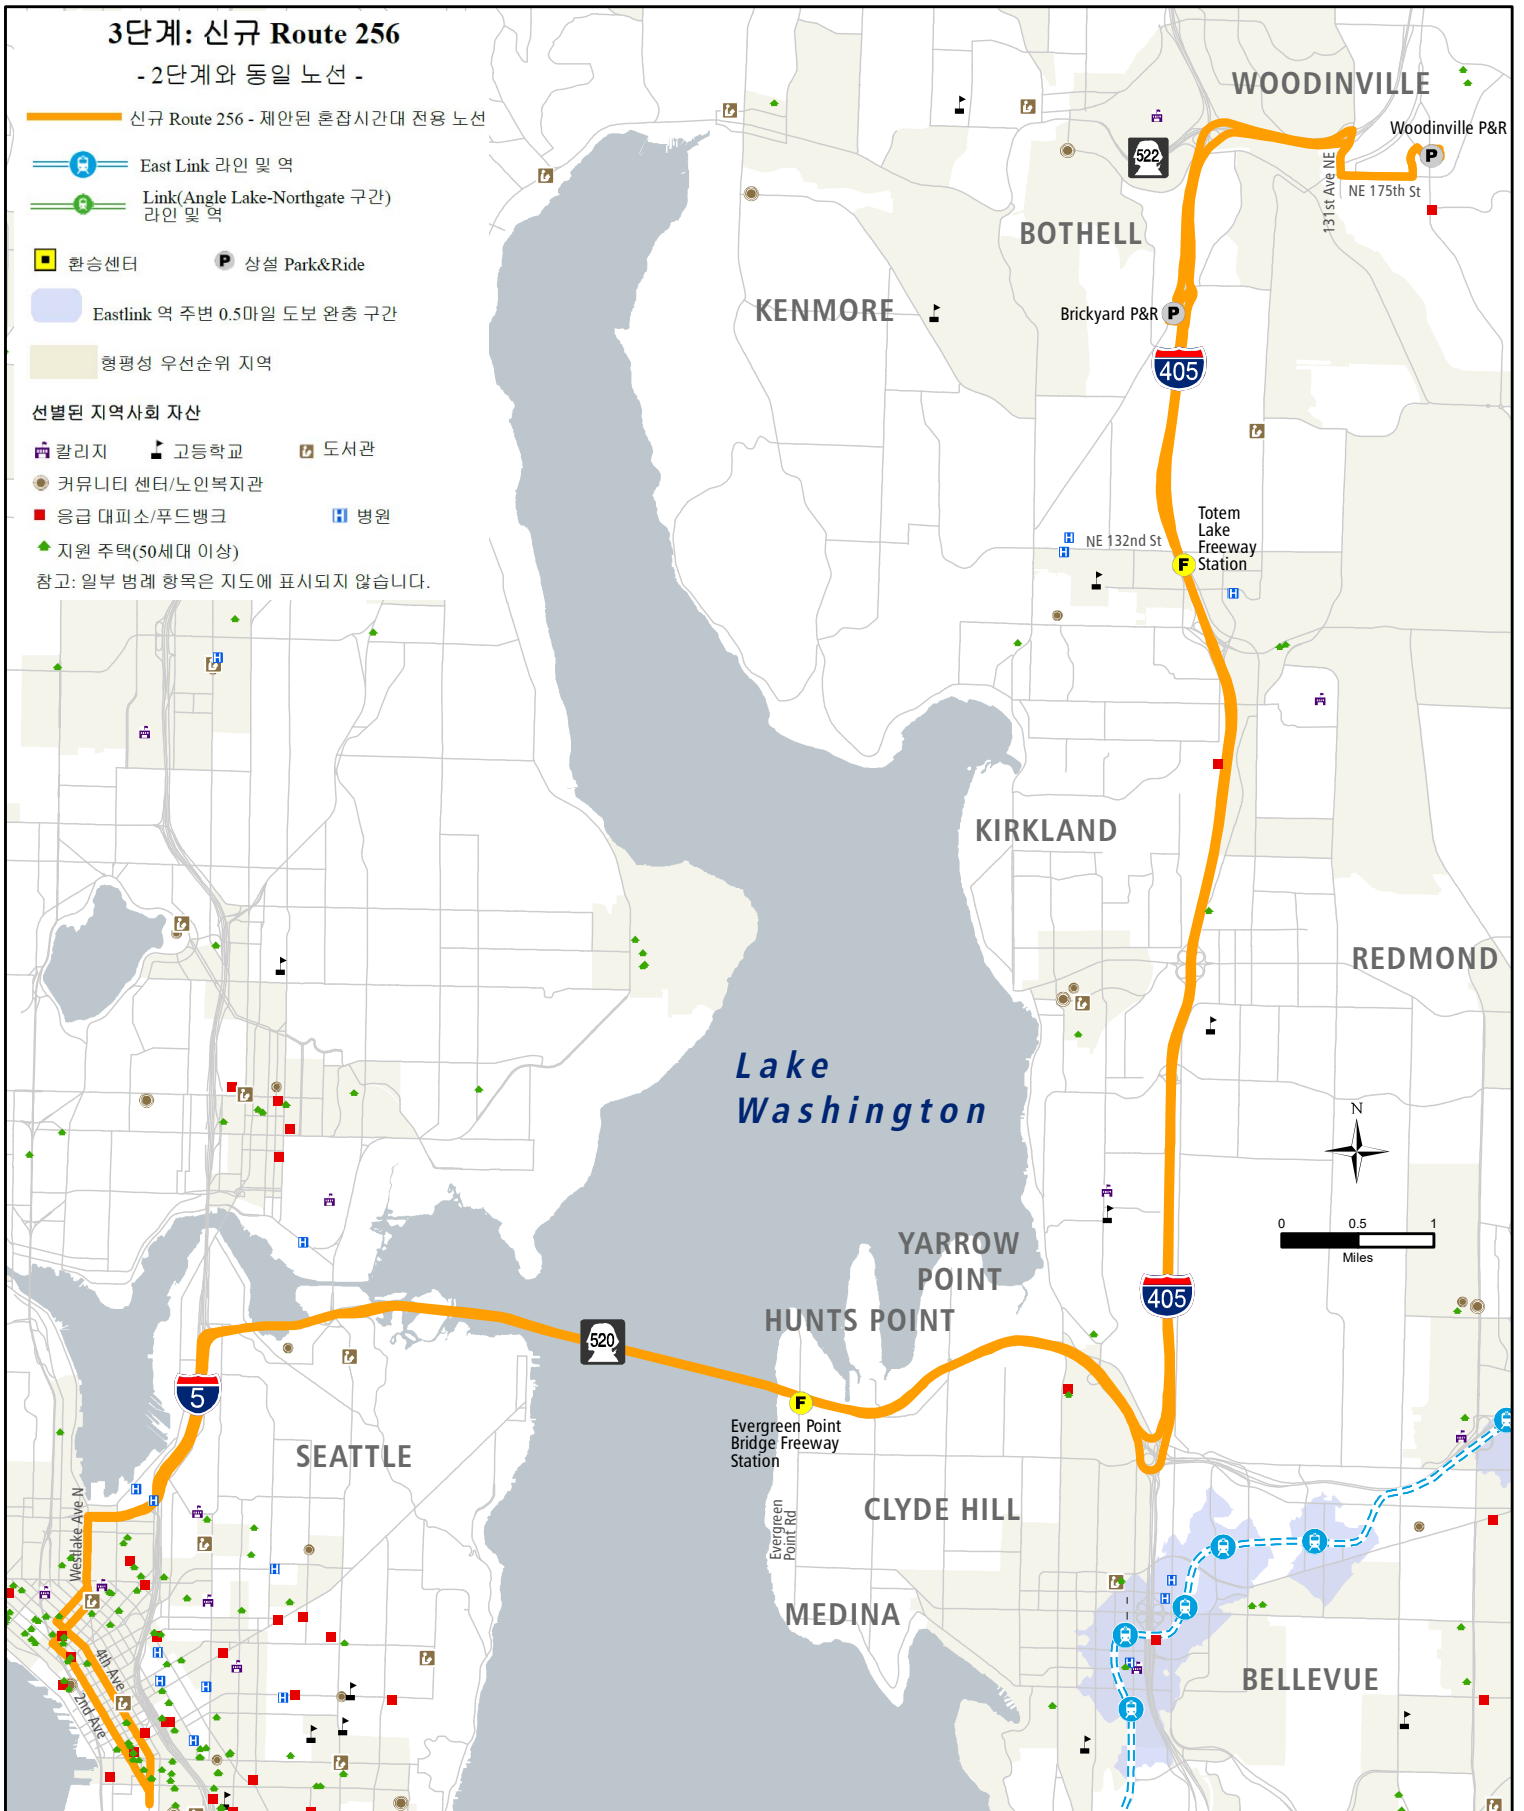 3단계: 신규 Route 256
- 2단계와 동일 노선 -
신규 Route 256 - 제안된 혼잡시간대 전용 노선
East Link 라인 및 역
Link(Angle Lake-Northgate 구간)
라인 및 역
환승센터
P 상설 Park&Ride
Eastlink 역 주변 0.5마일 도보 완충 구간
형평성 우선순위 지역
선별된 지역사회 자산
칼리지
고등학교
도서관
커뮤니티 센터/노인복지관
응급 대피소/푸드뱅크
H 병원
지원 주택(50세대 이상)
참고: 일부 범례 항목은 지도에 표시되지 않습니다.
WOODINVILLE
Woodinville P&R
P
522
131st Ave NE
NE 175th St
BOTHELL
KENMORE
Brickyard P&R
P
405
Totem
Lake
Freeway
Station
F
NE 132nd St
KIRKLAND
REDMOND
Lake
Washington
N
0 0.5 1
Miles
YARROW
POINT
HUNTS POINT
405
520
5
F
Evergreen Point
Bridge Freeway
Station
SEATTLE
CLYDE HILL
Evergreen
Point Rd
Westlake Ave N
MEDINA
4th Ave
2nd Ave
BELLEVUE